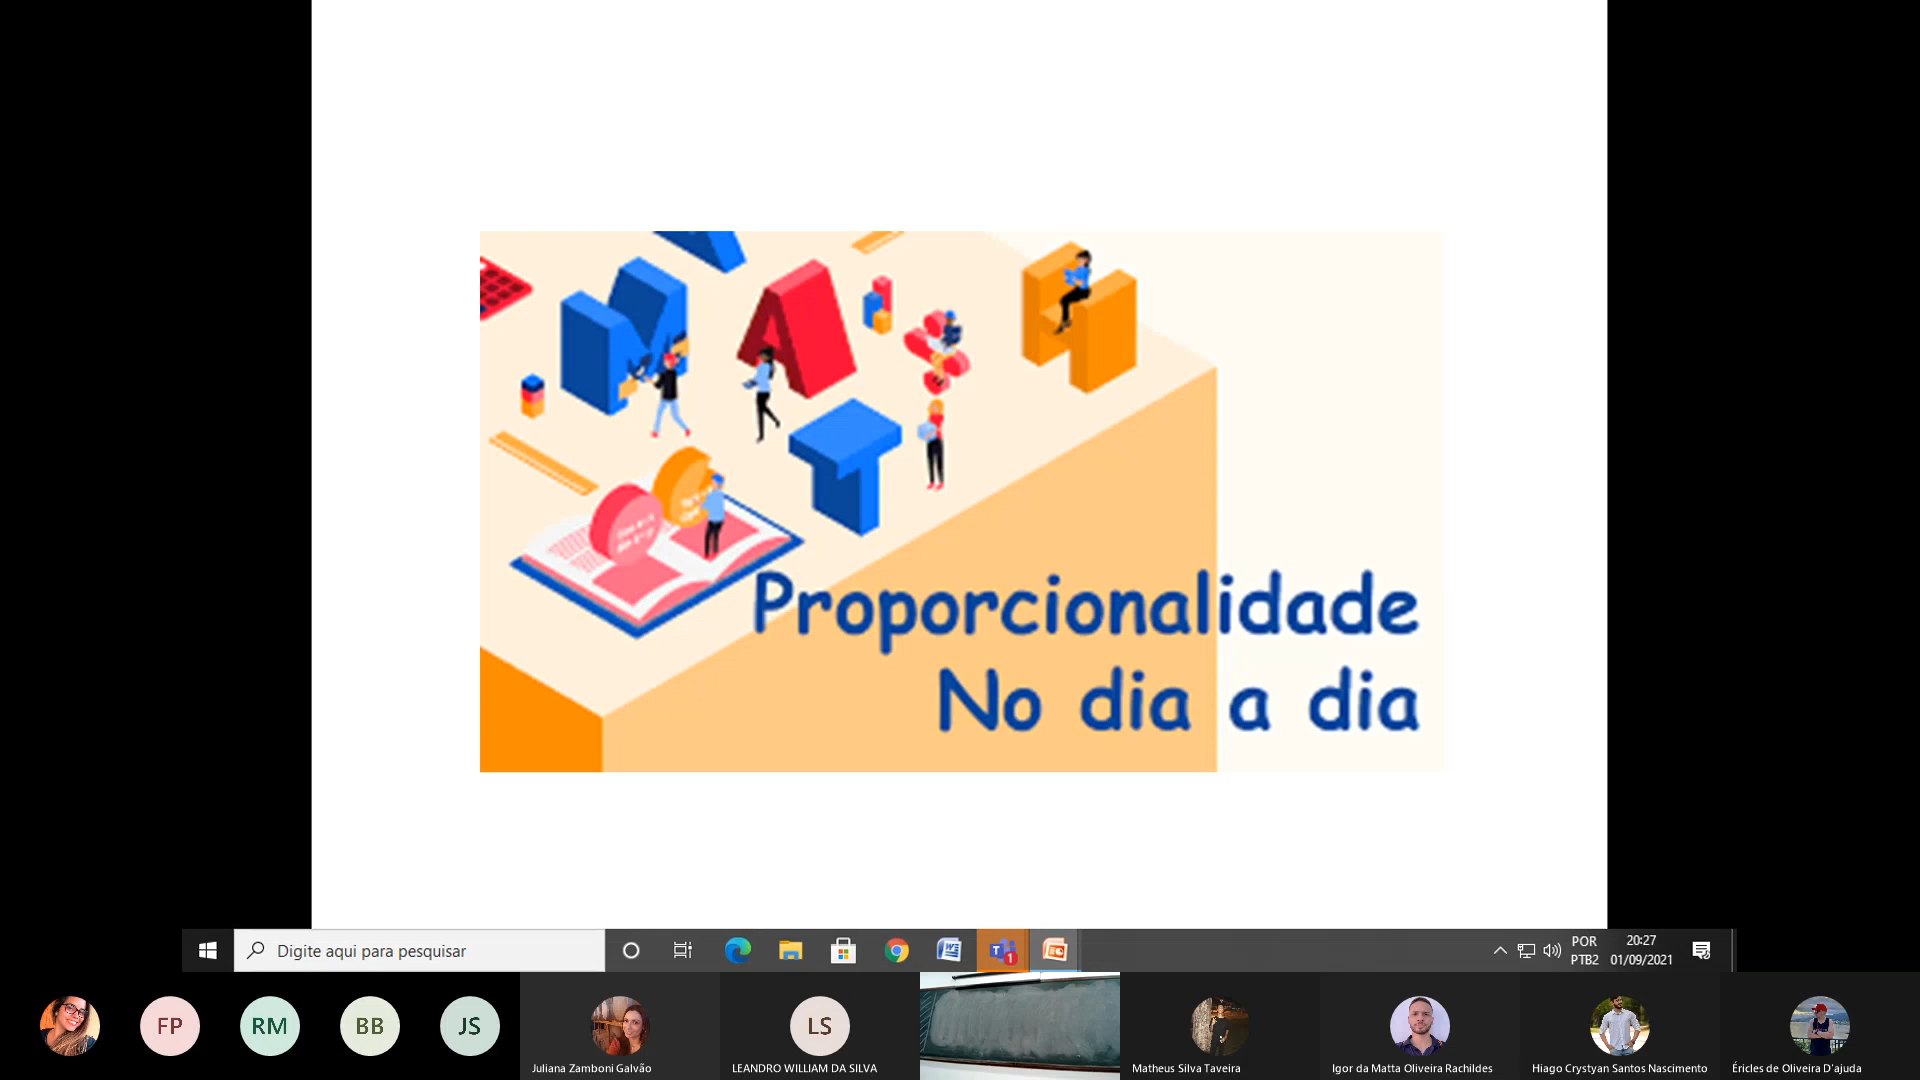 M
A
T
H
Proporcionalidade
No dia a dia
Digite aqui para pesquisar
1
POR
PTB2
20:27
01/09/2021
FP
RM
BB
JS
LS
Juliana Zamboni Galvão
LEANDRO WILLIAM DA SILVA
Matheus Silva Taveira
Igor da Matta Oliveira Rachildes
Hiago Crystyan Santos Nascimento
Éricles de Oliveira D'ajuda